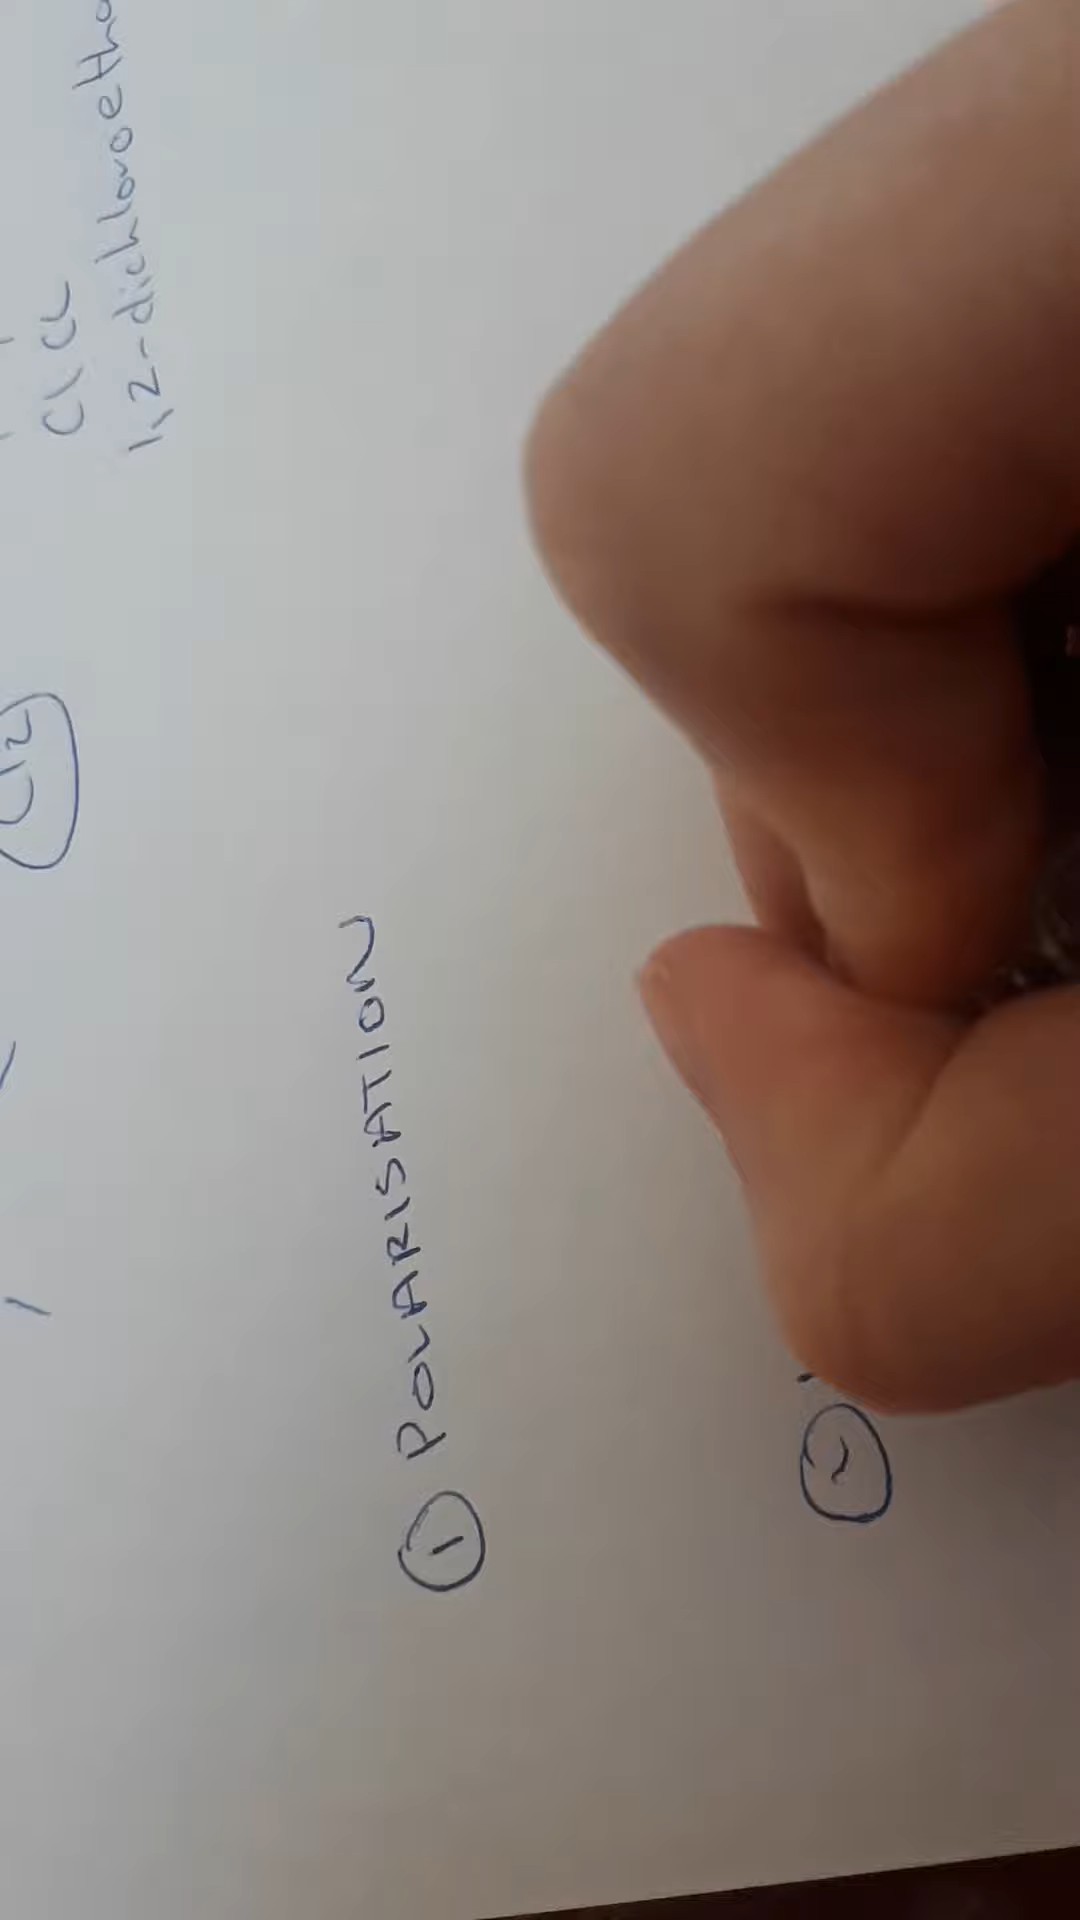 Cl2
Cl Cl
1,2-dichloroetha
① POLARISATION
②